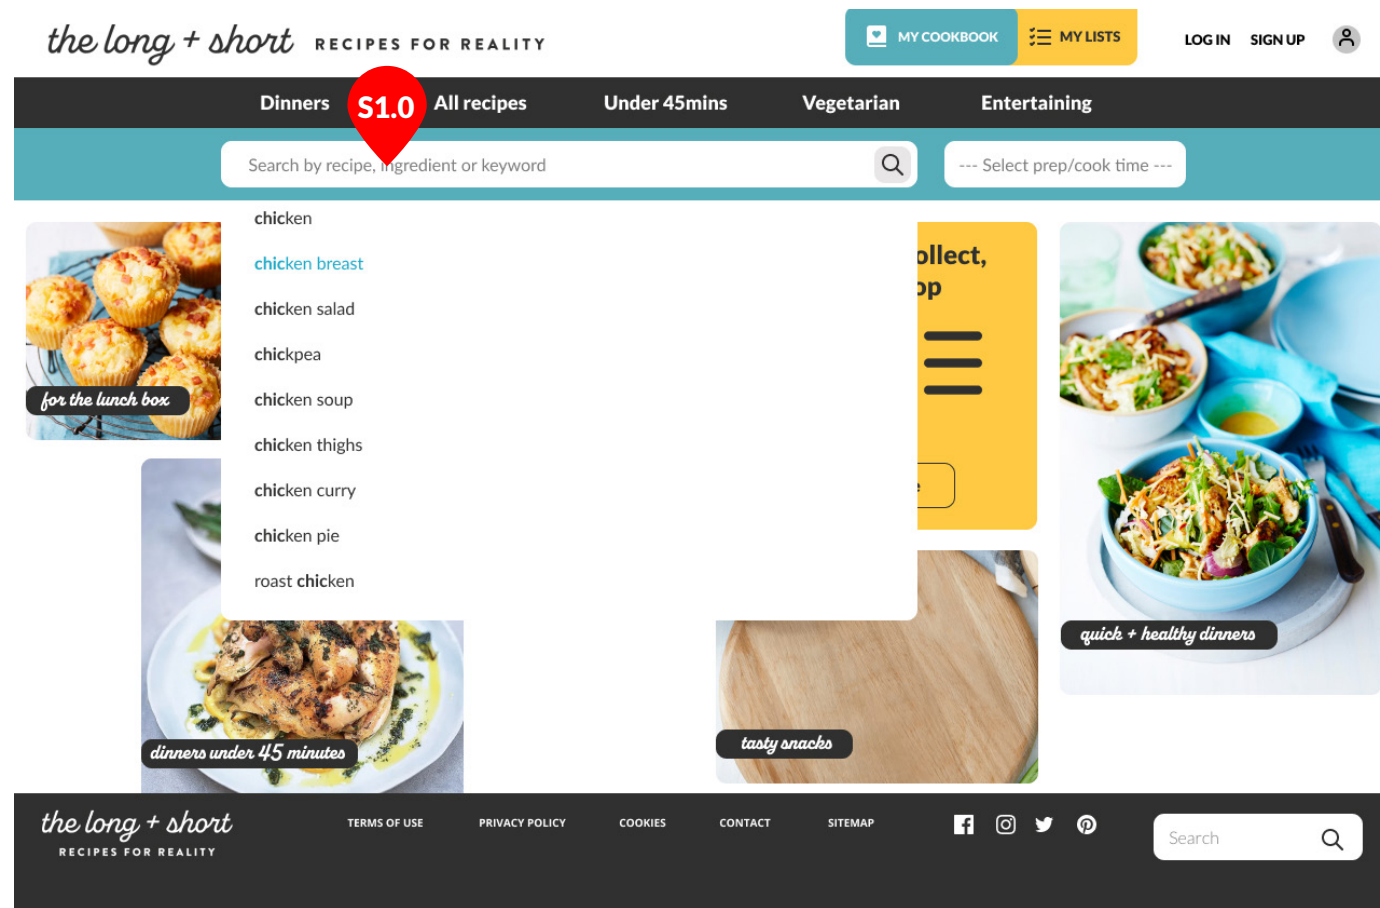 the long + short RECIPES FOR REALITY
MY COOKBOOK
MY LISTS
LOG IN
SIGN UP
Dinners
S1.0
All recipes
Under 45mins
Vegetarian
Entertaining
Search by recipe, ingredient or keyword
--- Select prep/cook time ---
chicken
chicken breast
chicken salad
chickpea
chicken soup
chicken thighs
chicken curry
chicken pie
roast chicken
ollect,
op
for the lunch box
quick + healthy dinners
dinners under 45 minutes
tasty snacks
the long + short
RECIPES FOR REALITY
TERMS OF USE
PRIVACY POLICY
COOKIES
CONTACT
SITEMAP
Search